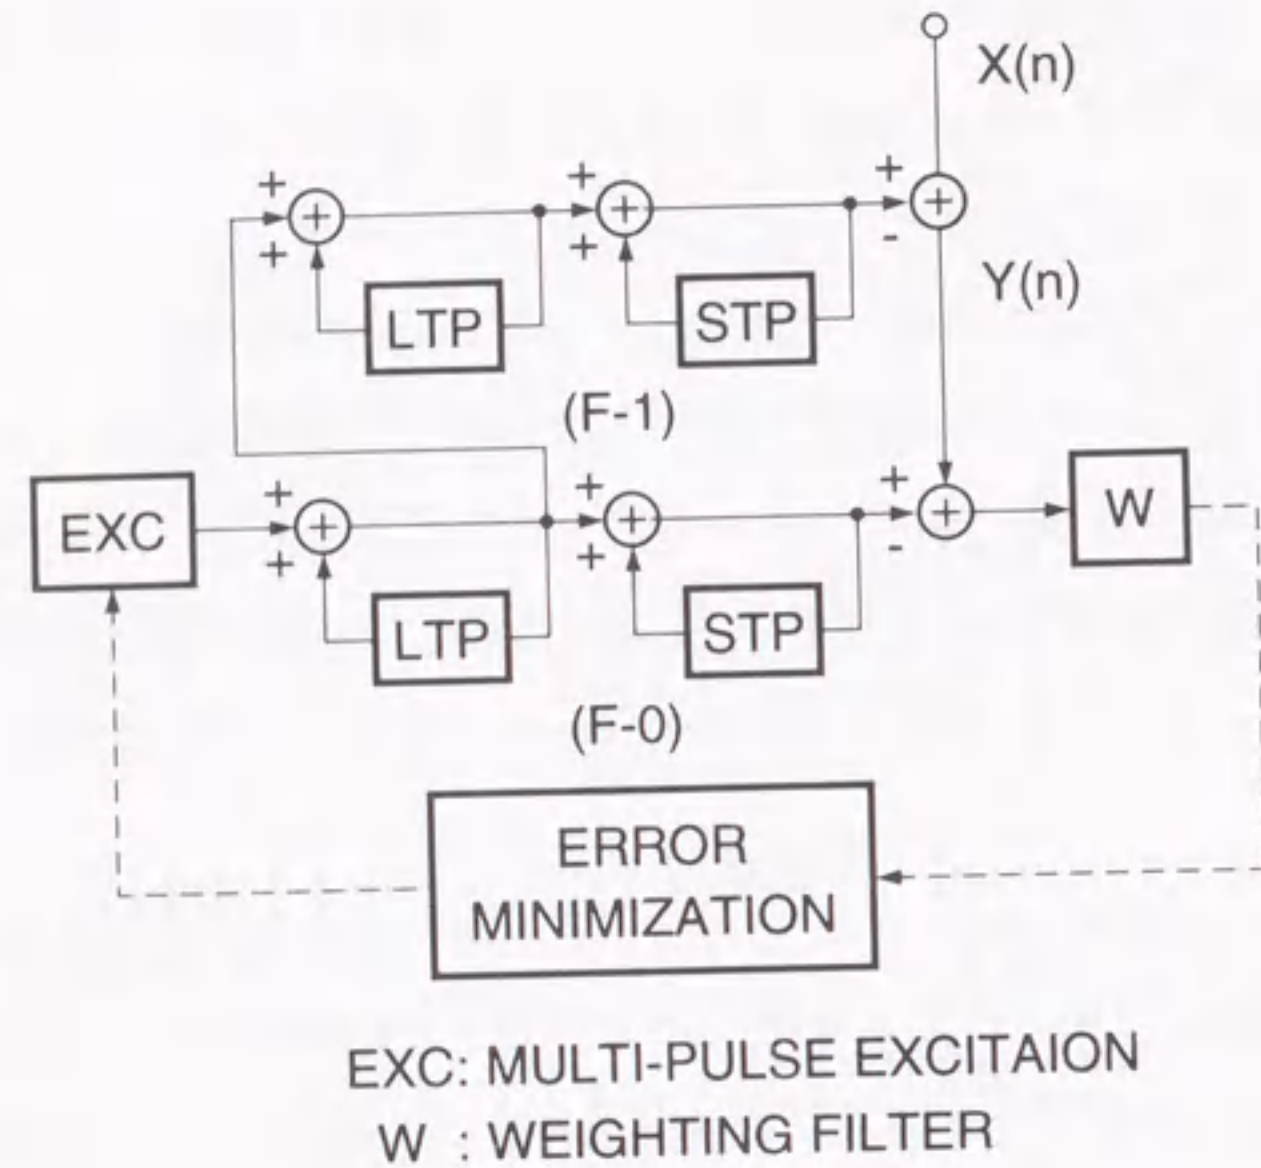 X(n)
+ + +
+ + + + -
Y(n)
LTP STP
(F-1)
+ + +
EXC + + + W
+ + -
LTP STP
(F-0)
ERROR
MINIMIZATION
EXC: MULTI-PULSE EXCITAION
W : WEIGHTING FILTER